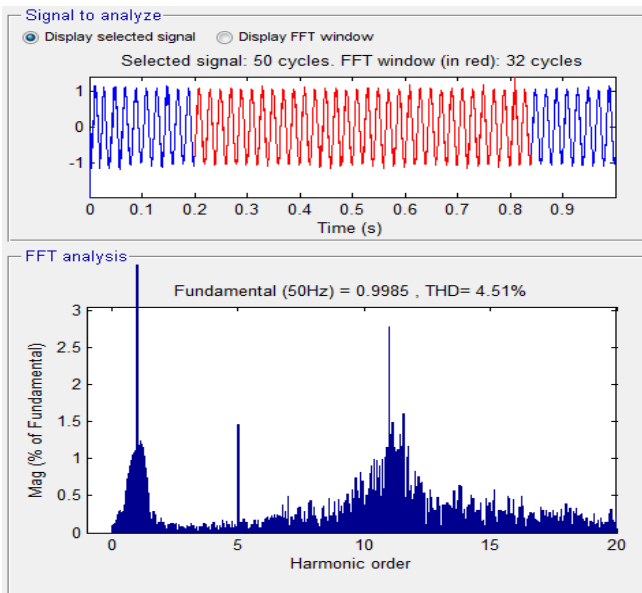 Signal to analyze
Display selected signal Display FFT window
Selected signal: 50 cycles. FFT window (in red): 32 cycles
1
0
-1
0 0.1 0.2 0.3 0.4 0.5 0.6 0.7 0.8 0.9
Time (s)
FFT analysis
Fundamental (50Hz) = 0.9985 , THD= 4.51%
3
2.5
2
1.5
1
0.5
0
Mag (% of Fundamental)
0 5 10 15 20
Harmonic order